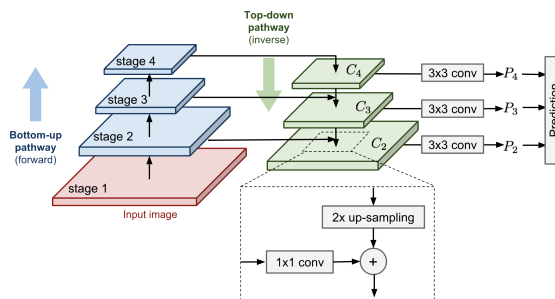 Top-down
pathway
(inverse)
stage 4
C₄
3x3 conv
P₄
stage 3
C₃
3x3 conv
P₃
Bottom-up
pathway
(forward)
stage 2
C₂
3x3 conv
P₂
Prediction
stage 1
Input image
2x up-sampling
1x1 conv
+